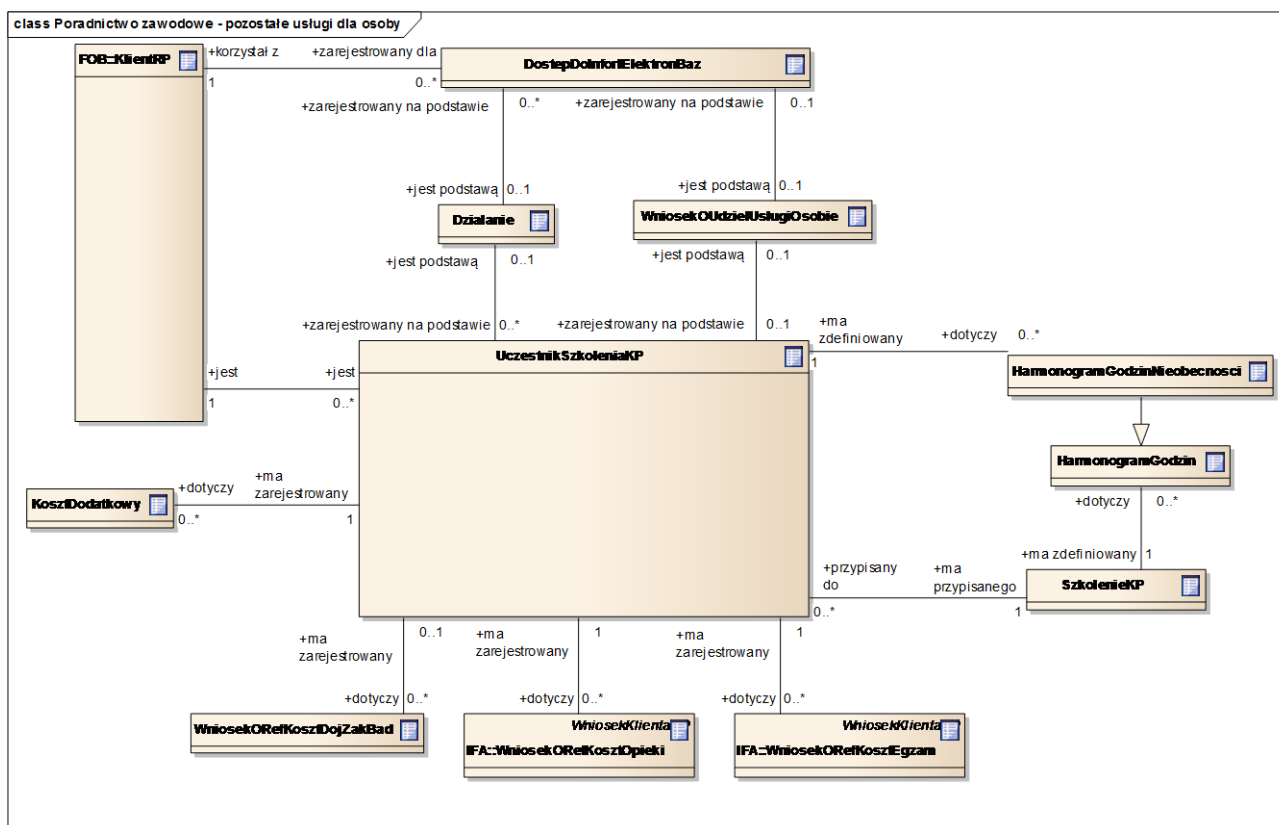 class Poradnictwo zawodowe - pozostałe usługi dla osoby
FOB::KlientRP
+korzystał z
+zarejestrowany dla
1
0..*
DostepDoInfortElektronBaz
+zarejestrowany na podstawie
0..*
+zarejestrowany na podstawie
0..1
+jest podstawą
0..1
+jest podstawą
0..1
Dzialanie
WniosekOUdzielUslugiOsobie
+jest podstawą
0..1
+jest podstawą
0..1
+zarejestrowany na podstawie
0..*
+zarejestrowany na podstawie
0..1
+ma
zdefiniowany
1
+dotyczy
0..*
UczestnikSzkoleniaKP
HarmonogramGodzinNieobecnosci
+jest
+jest
1
0..*
HarmonogramGodzin
+dotyczy
0..*
+dotyczy
+ma
zarejestrowany
KosztDodatkowy
0..*
1
+ma zdefiniowany
1
+przypisany
do
+ma
przypisanego
0..*
1
SzkolenieKP
+ma
zarejestrowany
0..1
+ma
zarejestrowany
1
+ma
zarejestrowany
1
+dotyczy
0..*
+dotyczy
0..*
+dotyczy
0..*
WniosekORefKosztDojZakBad
WniosekKlientaRP
IFA::WniosekORefKosztOpieki
WniosekKlientaRP
IFA::WniosekORefKosztEgzam